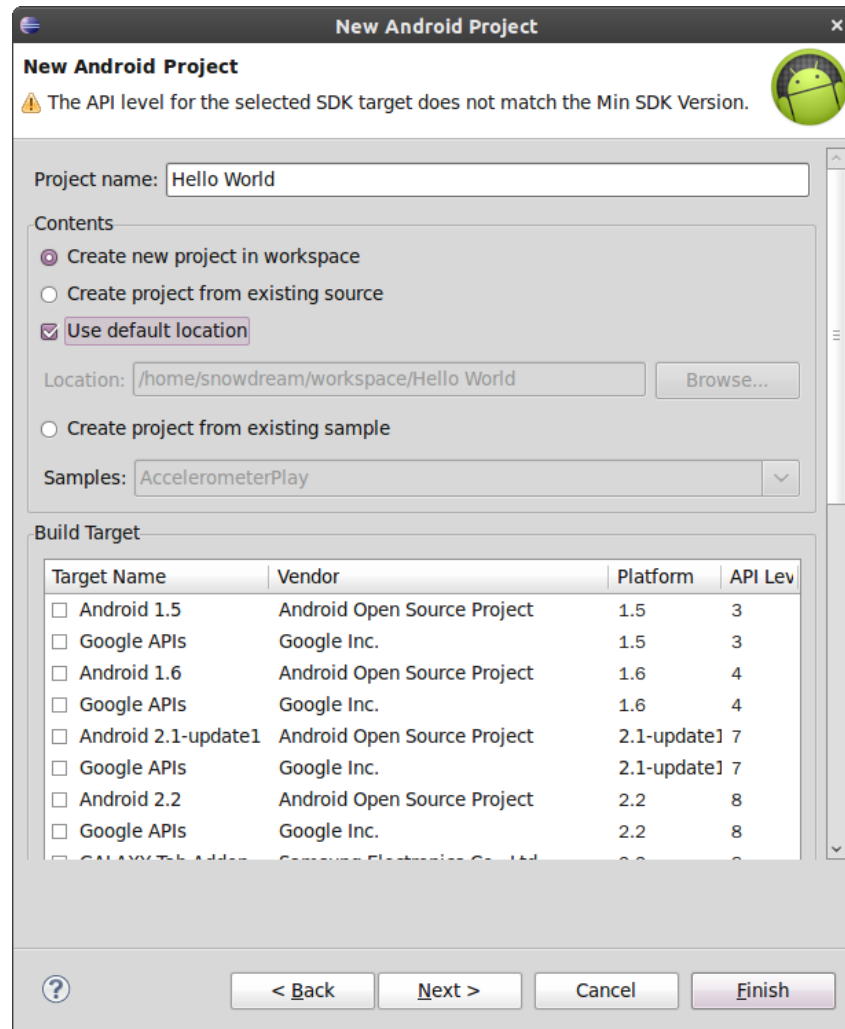 New Android Project
New Android Project
The API level for the selected SDK target does not match the Min SDK Version.
Project name: Hello World
Contents
Create new project in workspace
Create project from existing source
Use default location
Location: /home/snowdream/workspace/Hello World Browse...
Create project from existing sample
Samples: AccelerometerPlay
Build Target
Target Name Vendor Platform API Lev
Android 1.5 Android Open Source Project 1.5 3
Google APIs Google Inc. 1.5 3
Android 1.6 Android Open Source Project 1.6 4
Google APIs Google Inc. 1.6 4
Android 2.1-update1 Android Open Source Project 2.1-update1 7
Google APIs Google Inc. 2.1-update1 7
Android 2.2 Android Open Source Project 2.2 8
Google APIs Google Inc. 2.2 8
< Back Next > Cancel Finish